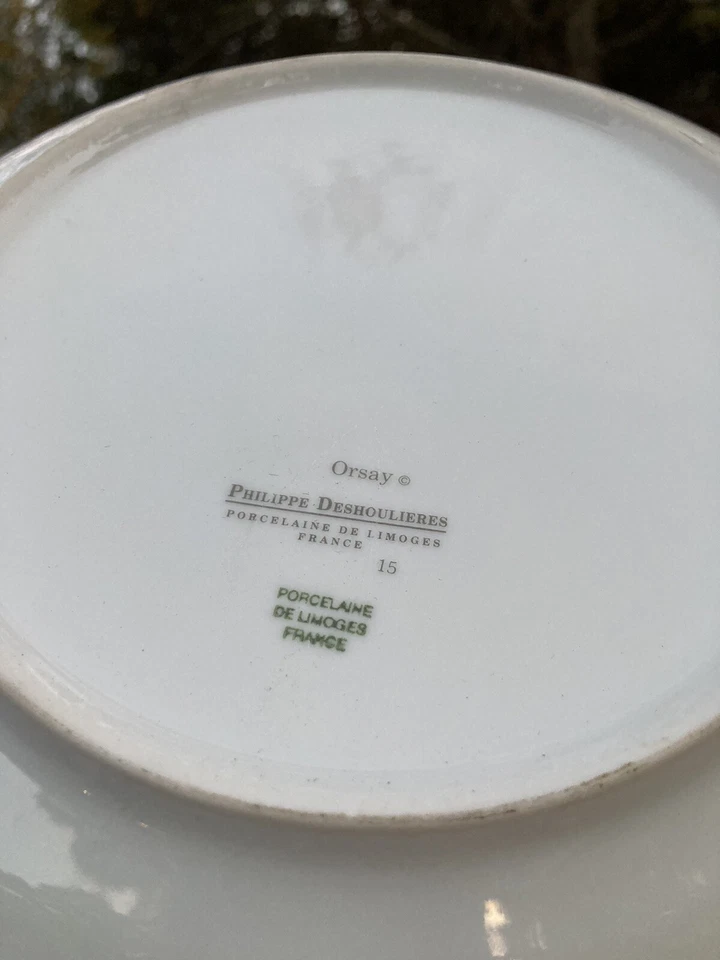 Orsay ©
PHILIPPE DESHOULIERES
PORCELAINE DE LIMOGES
FRANCE
15
PORCELAINE
DE LIMOGES
FRANCE